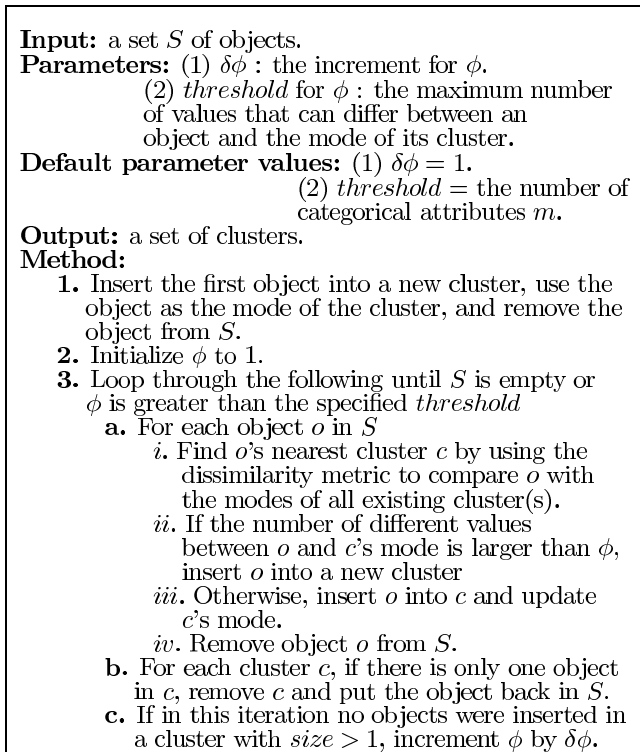 Input: a set S of objects.
Parameters: (1) δϕ : the increment for ϕ.
(2) threshold for ϕ : the maximum number
of values that can differ between an
object and the mode of its cluster.
Default parameter values: (1) δϕ = 1.
(2) threshold = the number of
categorical attributes m.
Output: a set of clusters.
Method:
1. Insert the first object into a new cluster, use the
object as the mode of the cluster, and remove the
object from S.
2. Initialize ϕ to 1.
3. Loop through the following until S is empty or
ϕ is greater than the specified threshold
a. For each object o in S
i. Find o's nearest cluster c by using the
dissimilarity metric to compare o with
the modes of all existing cluster(s).
ii. If the number of different values
between o and c's mode is larger than ϕ,
insert o into a new cluster
iii. Otherwise, insert o into c and update
c's mode.
iv. Remove object o from S.
b. For each cluster c, if there is only one object
in c, remove c and put the object back in S.
c. If in this iteration no objects were inserted in
a cluster with size > 1, increment ϕ by δϕ.